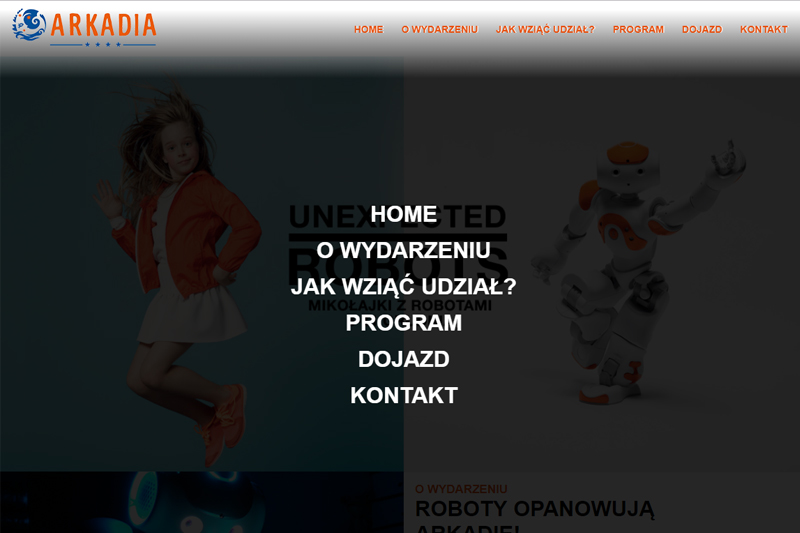 ARKADIA
HOME O WYDARZENIU JAK WZIĄĆ UDZIAŁ? PROGRAM DOJAZD KONTAKT
UNEXPECTED
ROBOTS
MIKOŁAJKI Z ROBOTAMI
HOME
O WYDARZENIU
JAK WZIĄĆ UDZIAŁ?
PROGRAM
DOJAZD
KONTAKT
O WYDARZENIU
ROBOTY OPANOWUJĄ
ARKADIĘ!